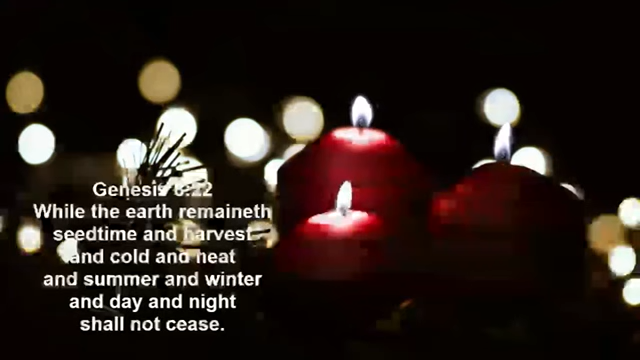 Genesis 8:22
While the earth remaineth
seedtime and harvest
and cold and heat
and summer and winter
and day and night
shall not cease.